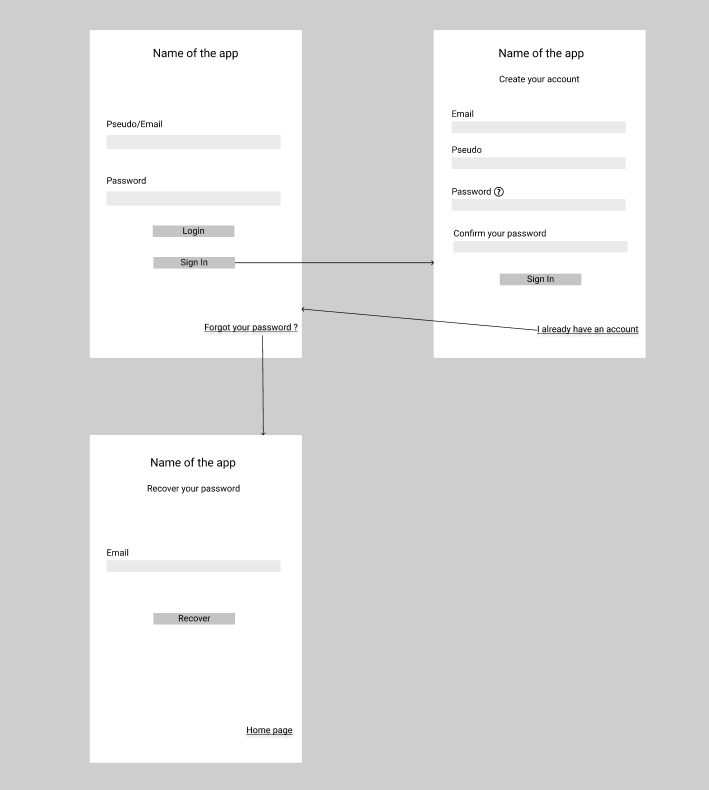 Name of the app
Pseudo/Email
Password
Login
Sign In
Forgot your password ?
Name of the app
Create your account
Email
Pseudo
Password ?
Confirm your password
Sign In
I already have an account
Name of the app
Recover your password
Email
Recover
Home page